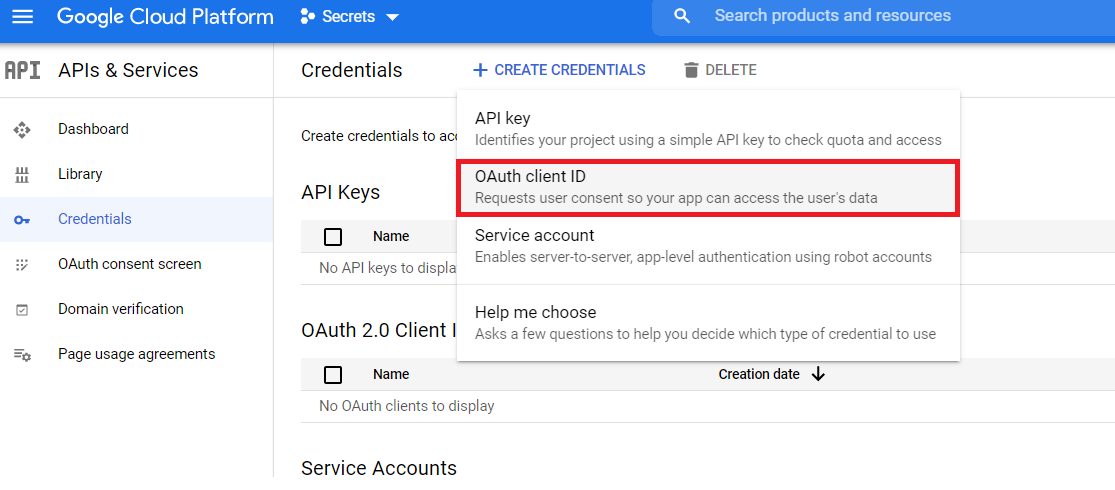 Google Cloud Platform
Secrets
Search products and resources
API
APIs & Services
Credentials
CREATE CREDENTIALS
DELETE
Dashboard
Library
Credentials
OAuth consent screen
Domain verification
Page usage agreements
Create credentials to acc
API key
Identifies your project using a simple API key to check quota and access
OAuth client ID
Requests user consent so your app can access the user's data
Service account
Enables server-to-server, app-level authentication using robot accounts
Help me choose
Asks a few questions to help you decide which type of credential to use
API Keys
Name
No API keys to displa
OAuth 2.0 Client I
Name
Creation date
No OAuth clients to display
Service Accounts